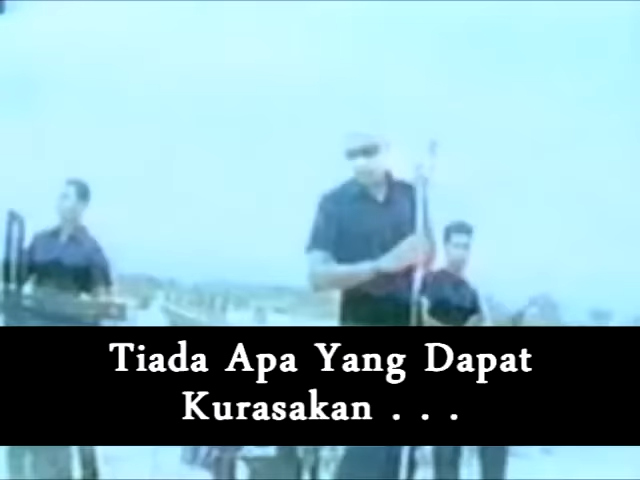 Tiada Apa Yang Dapat
Kurasakan . . .